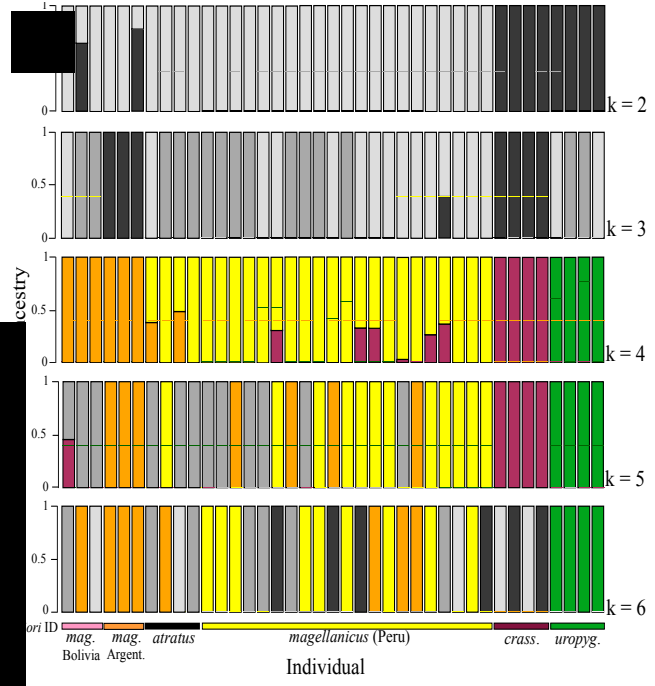 1
0
k = 2
1
0.5
0
k = 3
1
0.5
0
k = 4
cestry
1
0.5
0
k = 5
1
0.5
0
k = 6
ori ID
mag. Bolivia
mag. Argent.
atratus
magellanicus (Peru)
crass.
uropyg.
Individual